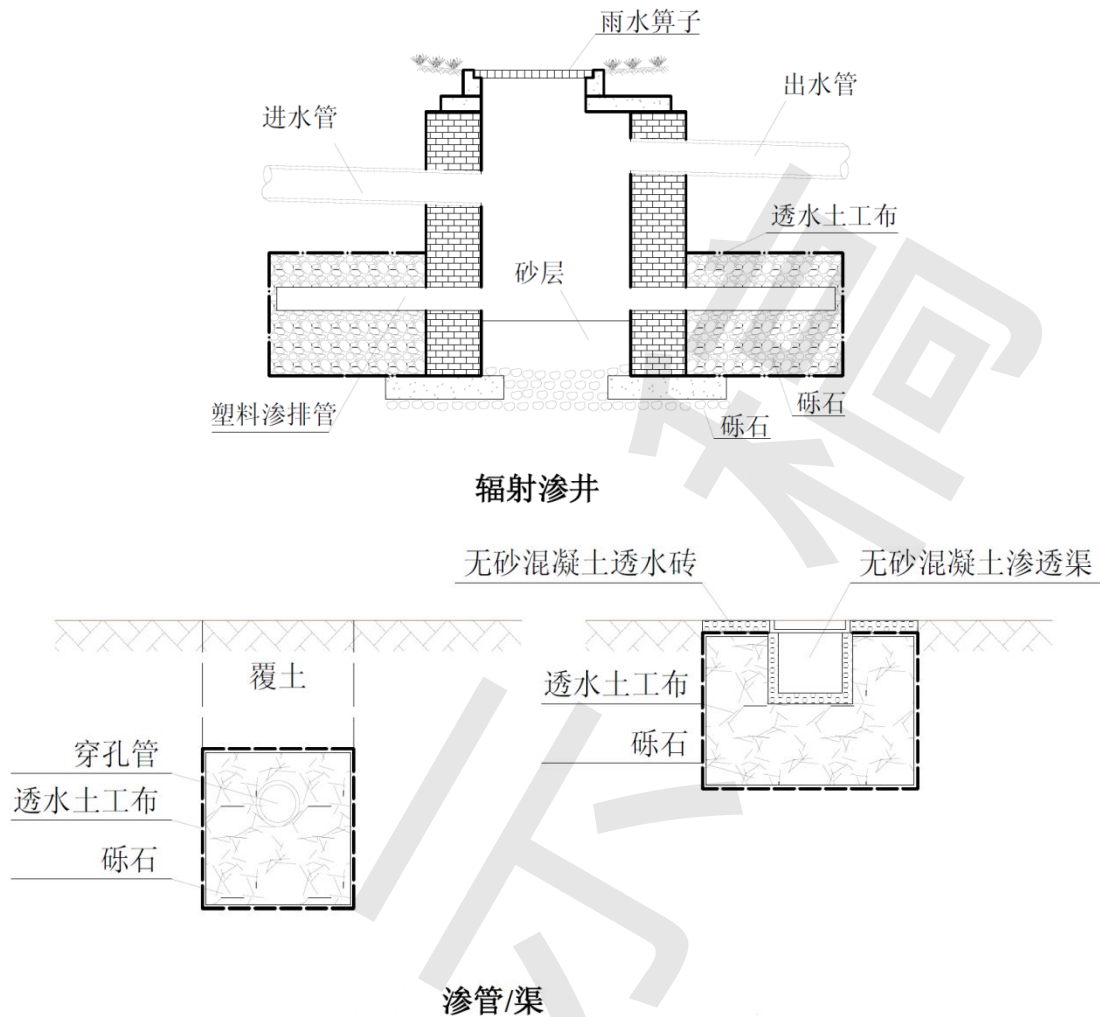 雨水箅子
出水管
进水管
透水土工布
砂层
塑料渗排管
砾石
砾石
辐射渗井
无砂混凝土透水砖
无砂混凝土渗透渠
覆土
透水土工布
砾石
穿孔管
透水土工布
砾石
渗管/渠